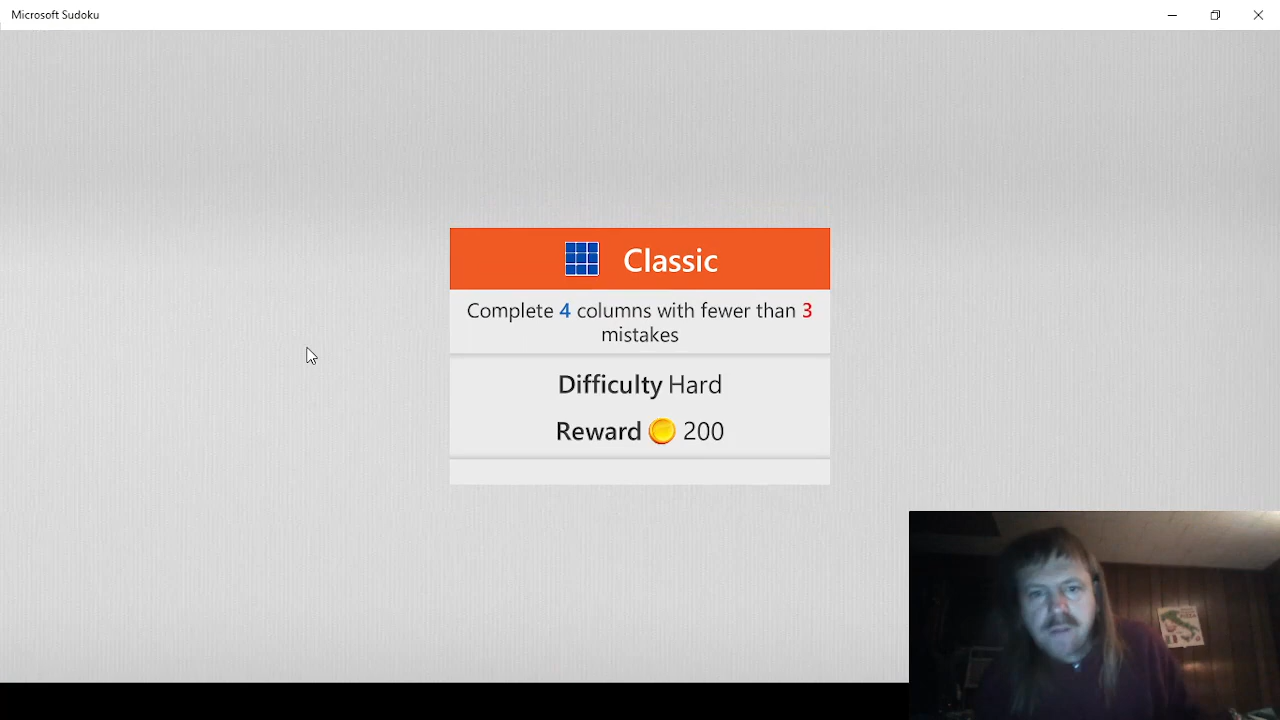 Microsoft Sudoku
Classic
Complete 4 columns with fewer than 3
mistakes
Difficulty Hard
Reward 200